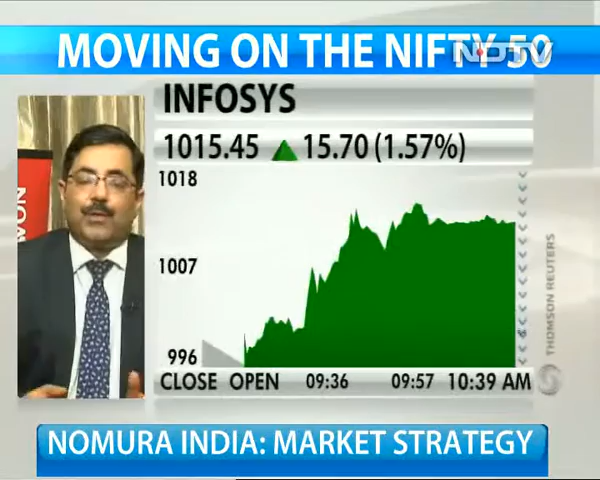 MOVING ON THE NIFTY 50
NDTV
INFOSYS
1015.45 ▲ 15.70 (1.57%)
1018
1007
996
CLOSE OPEN 09:36 09:57 10:39 AM
THOMSON REUTERS
NOMURA INDIA: MARKET STRATEGY